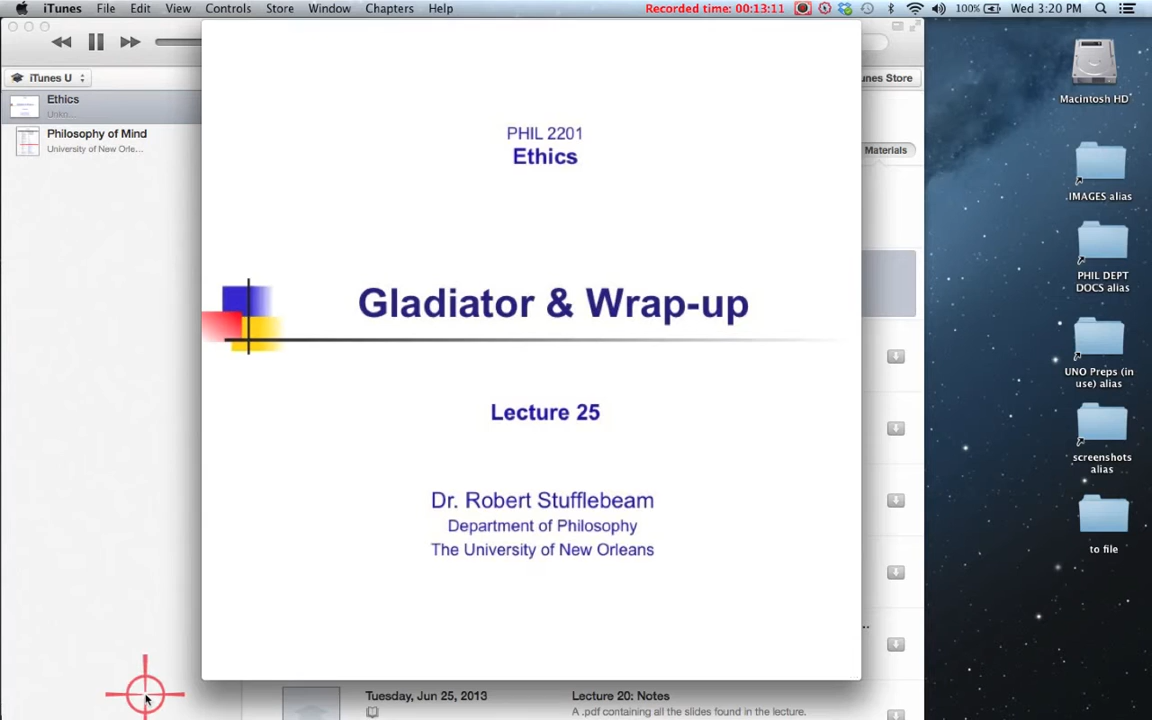 iTunes File Edit View Controls Store Window Chapters Help
Recorded time: 00:13:11
100%
Wed 3:20 PM
iTunes U
unes Store
Ethics
Unkn...
Philosophy of Mind
University of New Orle...
Materials
PHIL 2201
Ethics
Gladiator & Wrap-up
Lecture 25
Dr. Robert Stufflebeam
Department of Philosophy
The University of New Orleans
Tuesday, Jun 25, 2013
Lecture 20: Notes
A .pdf containing all the slides found in the lecture.
Macintosh HD
IMAGES alias
PHIL DEPT
DOCS alias
UNO Preps (in
use) alias
screenshots
alias
to file